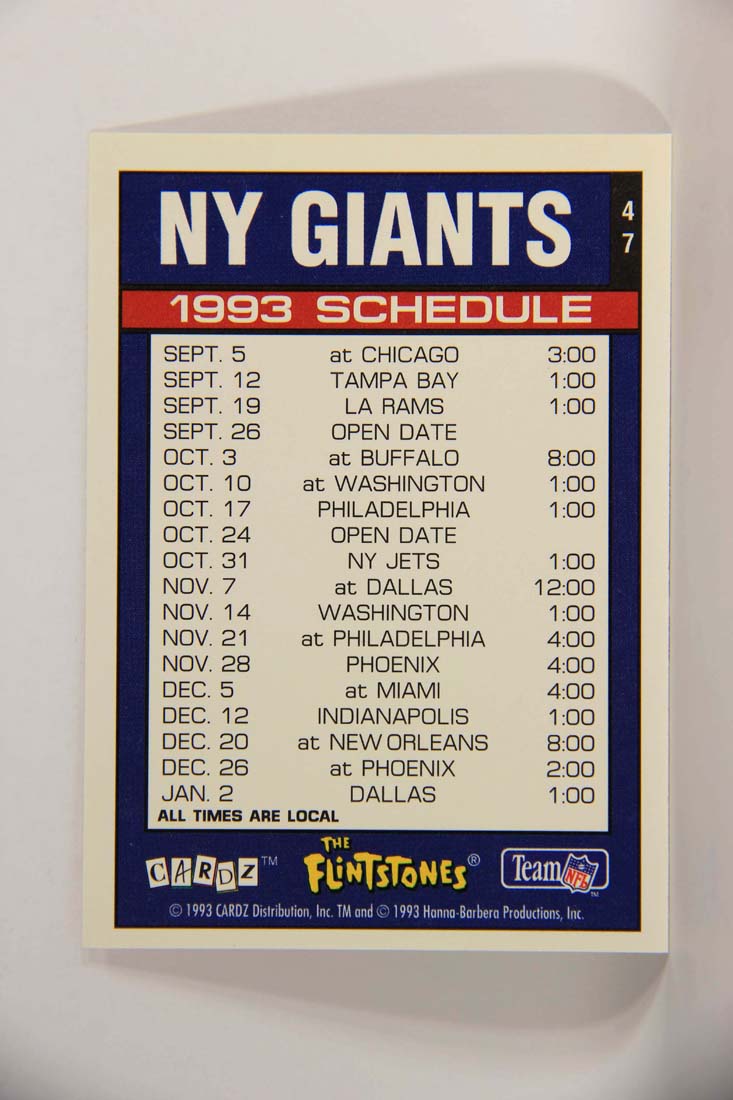 NY GIANTS
47
1993 SCHEDULE
SEPT. 5 at CHICAGO 3:00
SEPT. 12 TAMPA BAY 1:00
SEPT. 19 LA RAMS 1:00
SEPT. 26 OPEN DATE
OCT. 3 at BUFFALO 8:00
OCT. 10 at WASHINGTON 1:00
OCT. 17 PHILADELPHIA 1:00
OCT. 24 OPEN DATE
OCT. 31 NY JETS 1:00
NOV. 7 at DALLAS 12:00
NOV. 14 WASHINGTON 1:00
NOV. 21 at PHILADELPHIA 4:00
NOV. 28 PHOENIX 4:00
DEC. 5 at MIAMI 4:00
DEC. 12 INDIANAPOLIS 1:00
DEC. 20 at NEW ORLEANS 8:00
DEC. 26 at PHOENIX 2:00
JAN. 2 DALLAS 1:00
ALL TIMES ARE LOCAL
CARDZ™ THE FLINTSTONES® Team NFL™
© 1993 CARDZ Distribution, Inc. TM and © 1993 Hanna-Barbera Productions, Inc.